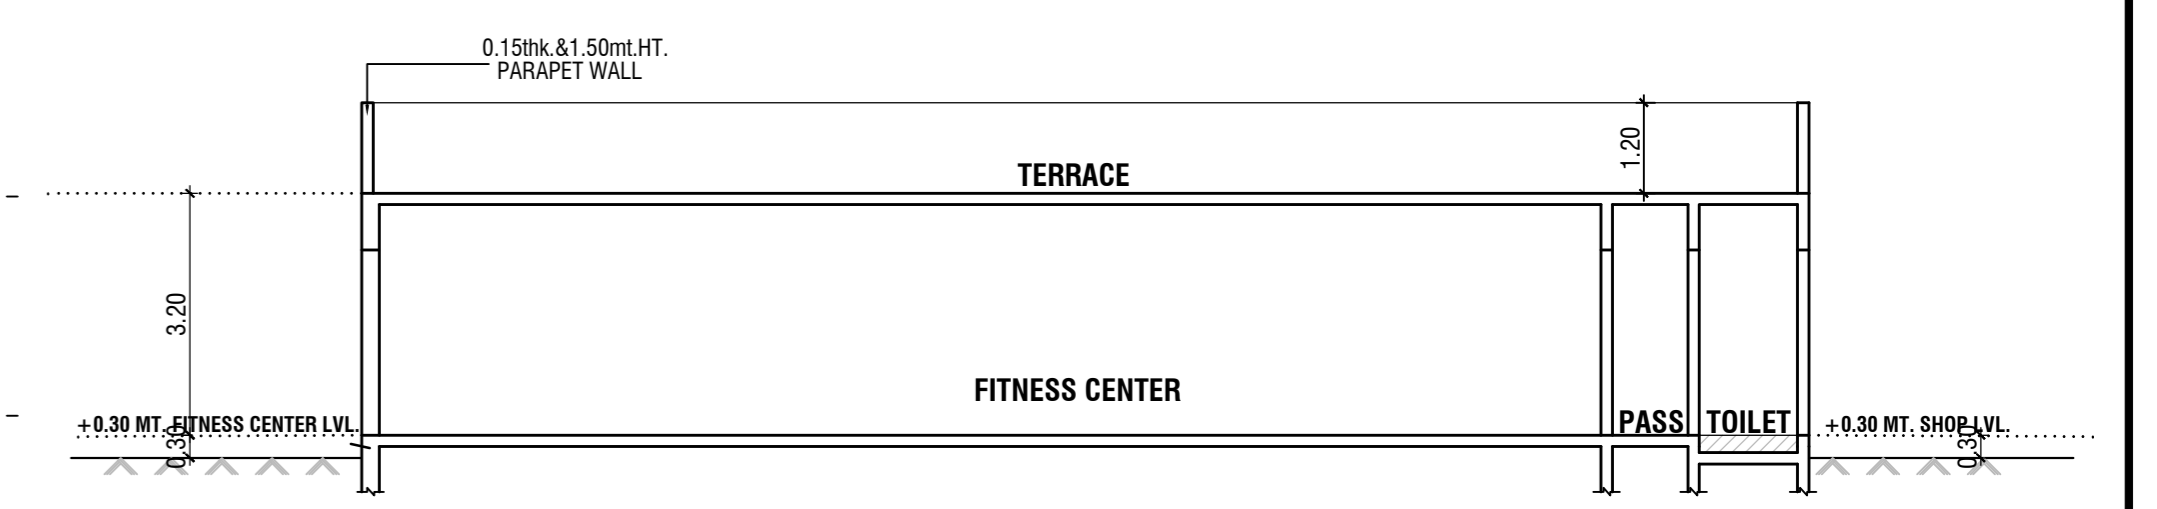 0.15thk.&1.50mt.HT.
PARAPET WALL
1.20
TERRACE
3.20
FITNESS CENTER
PASS
TOILET
+0.30 MT. FITNESS CENTER LVL.
+0.30 MT. SHOP LVL.
0.30
0.30